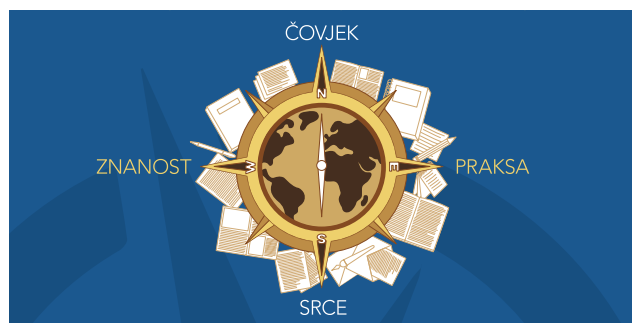 ČOVJEK
N
ZNANOST
W
E
PRAKSA
S
SRCE